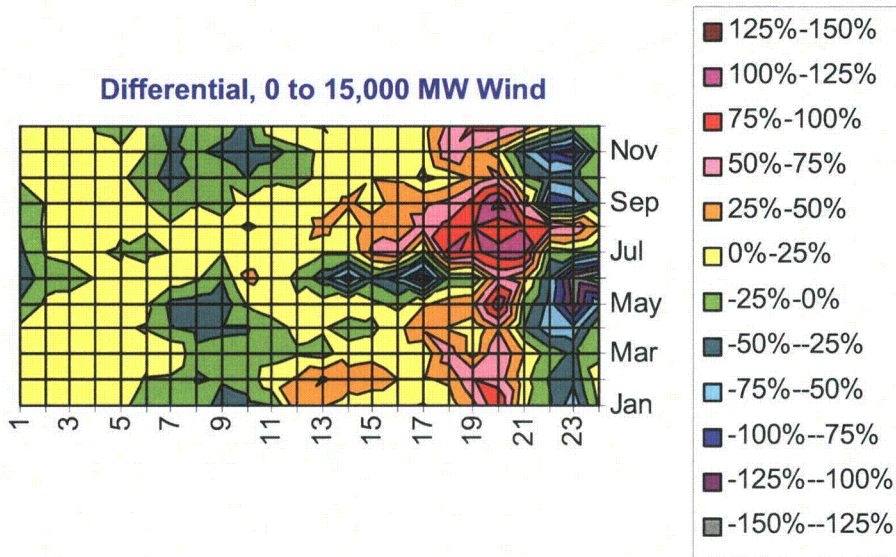 Differential, 0 to 15,000 MW Wind
Nov
Sep
Jul
May
Mar
Jan
1 3 5 7 9 11 13 15 17 19 21 23
125%-150%
100%-125%
75%-100%
50%-75%
25%-50%
0%-25%
-25%-0%
-50%--25%
-75%--50%
-100%--75%
-125%--100%
-150%--125%